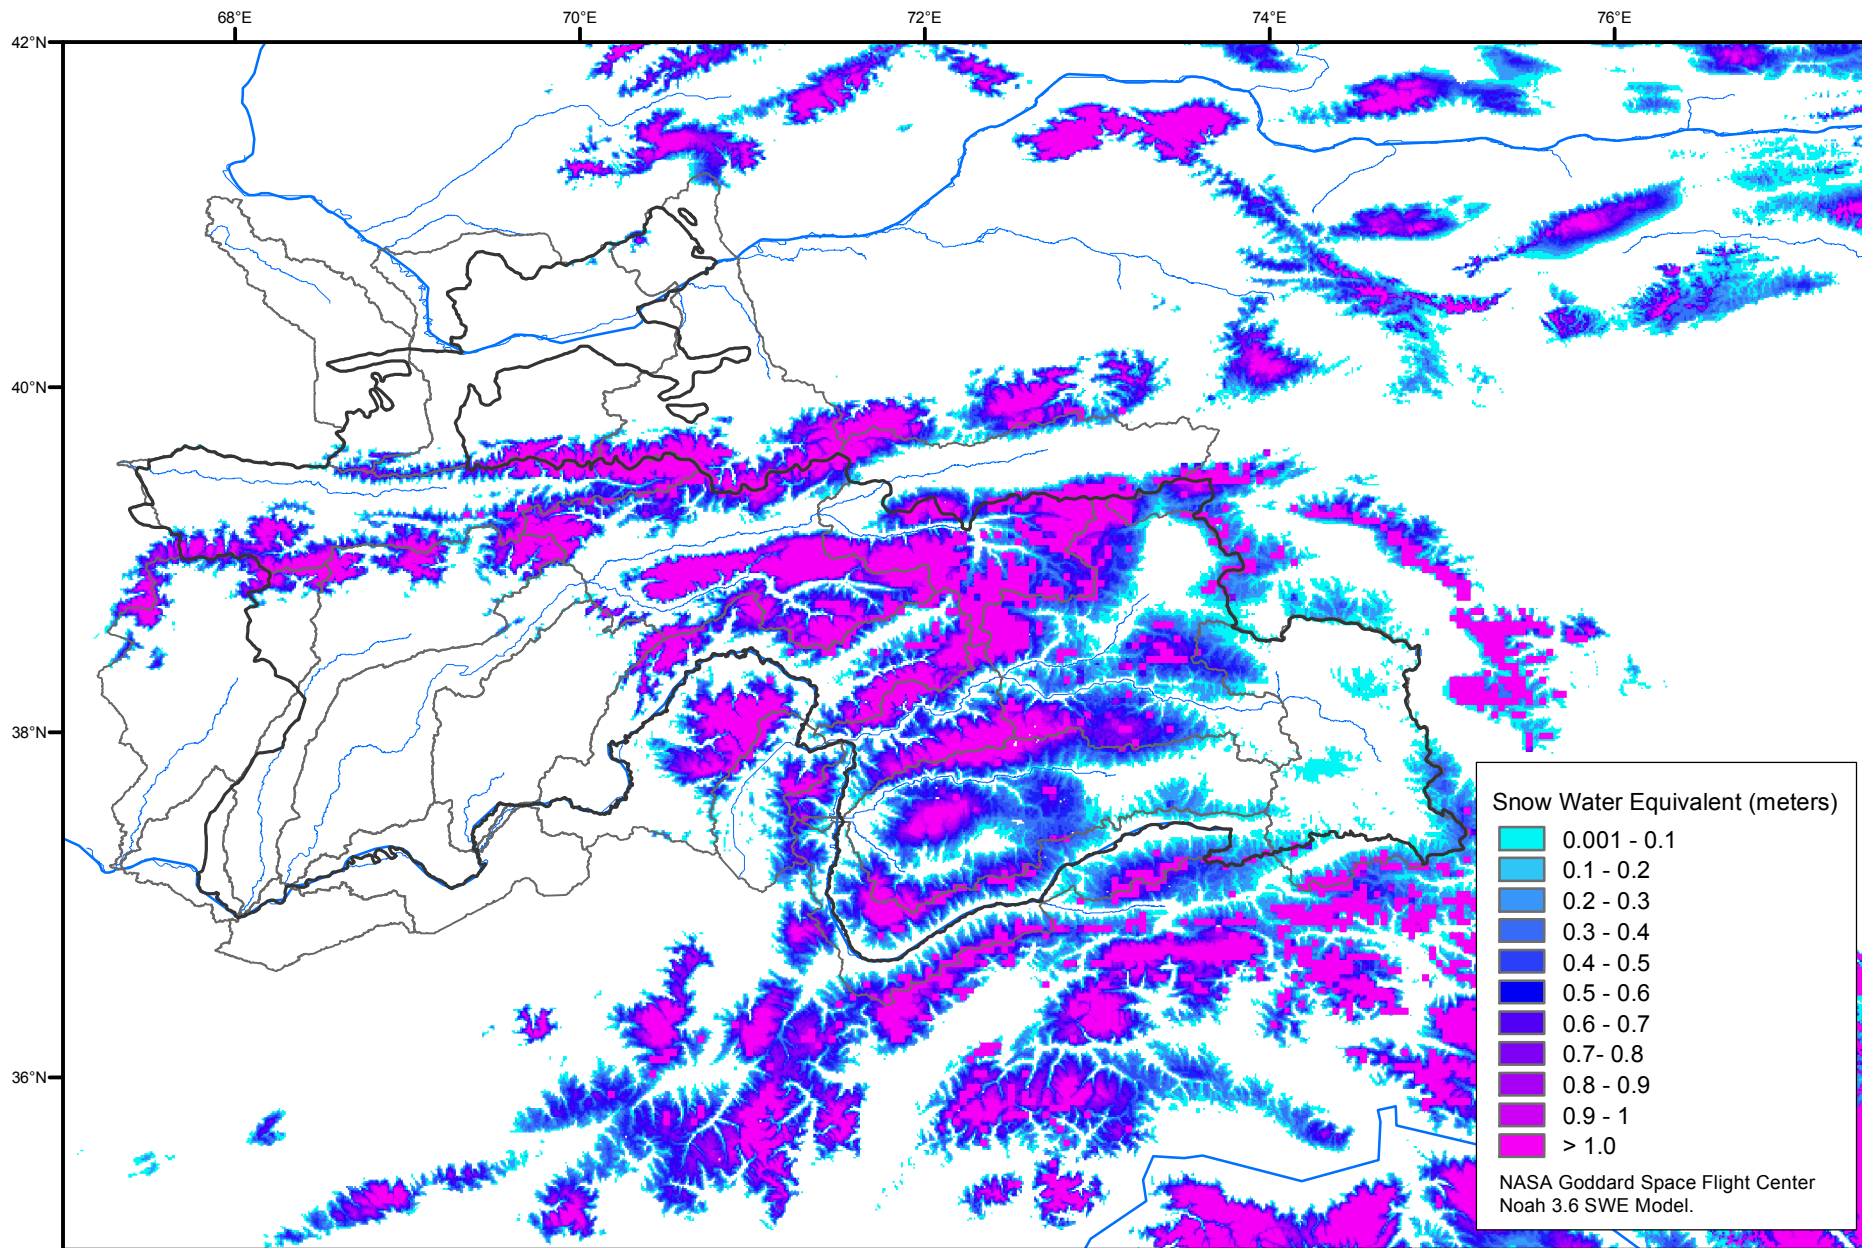 68°E 70°E 72°E 74°E 76°E
42°N
40°N
38°N
36°N
Snow Water Equivalent (meters)
0.001 - 0.1
0.1 - 0.2
0.2 - 0.3
0.3 - 0.4
0.4 - 0.5
0.5 - 0.6
0.6 - 0.7
0.7- 0.8
0.8 - 0.9
0.9 - 1
> 1.0
NASA Goddard Space Flight Center
Noah 3.6 SWE Model.